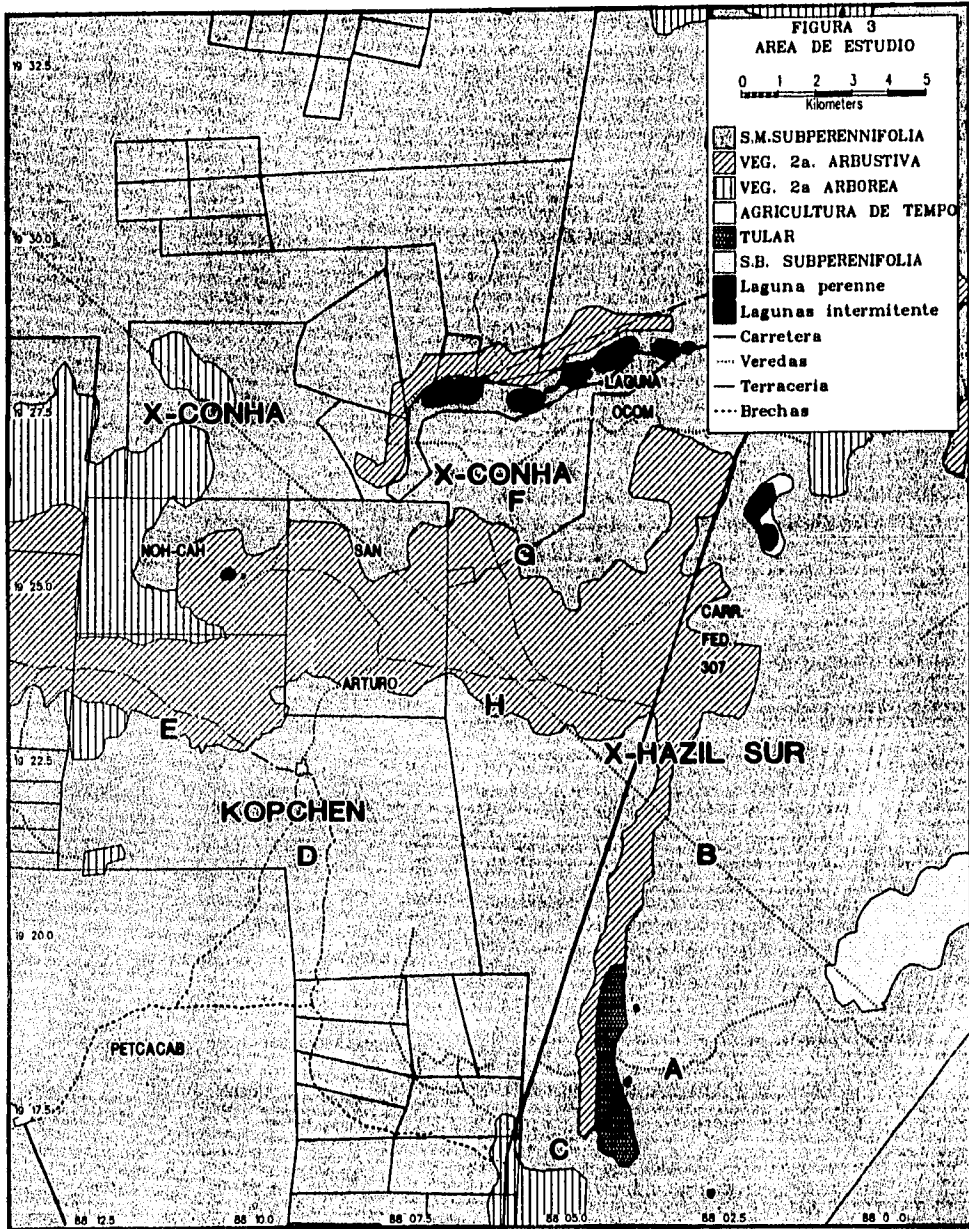 FIGURA 3
AREA DE ESTUDIO
0 1 2 3 4 5
Kilometers
S.M.SUBPERENNIFOLIA
VEG. 2a. ARBUSTIVA
VEG. 2a ARBOREA
AGRICULTURA DE TEMPO
TULAR
S.B. SUBPERENIFOLIA
Laguna perenne
Lagunas intermitente
Carretera
Veredas
Terraceria
Brechas
19 32.5
19 30.0
19 27.5
X-CONHA
LAGUNA
OCOM
X-CONHA
F
NOH-CAH
SAN
G
19 25.0
CARR.
FED.
307
ARTURO
H
E
19 22.5
X-HAZIL SUR
KOPCHEN
D
B
19 20.0
PETCACAB
A
19 17.5
C
88 12.5
88 10.0
88 07.5
88 05.0
88 02.5
88 0.0